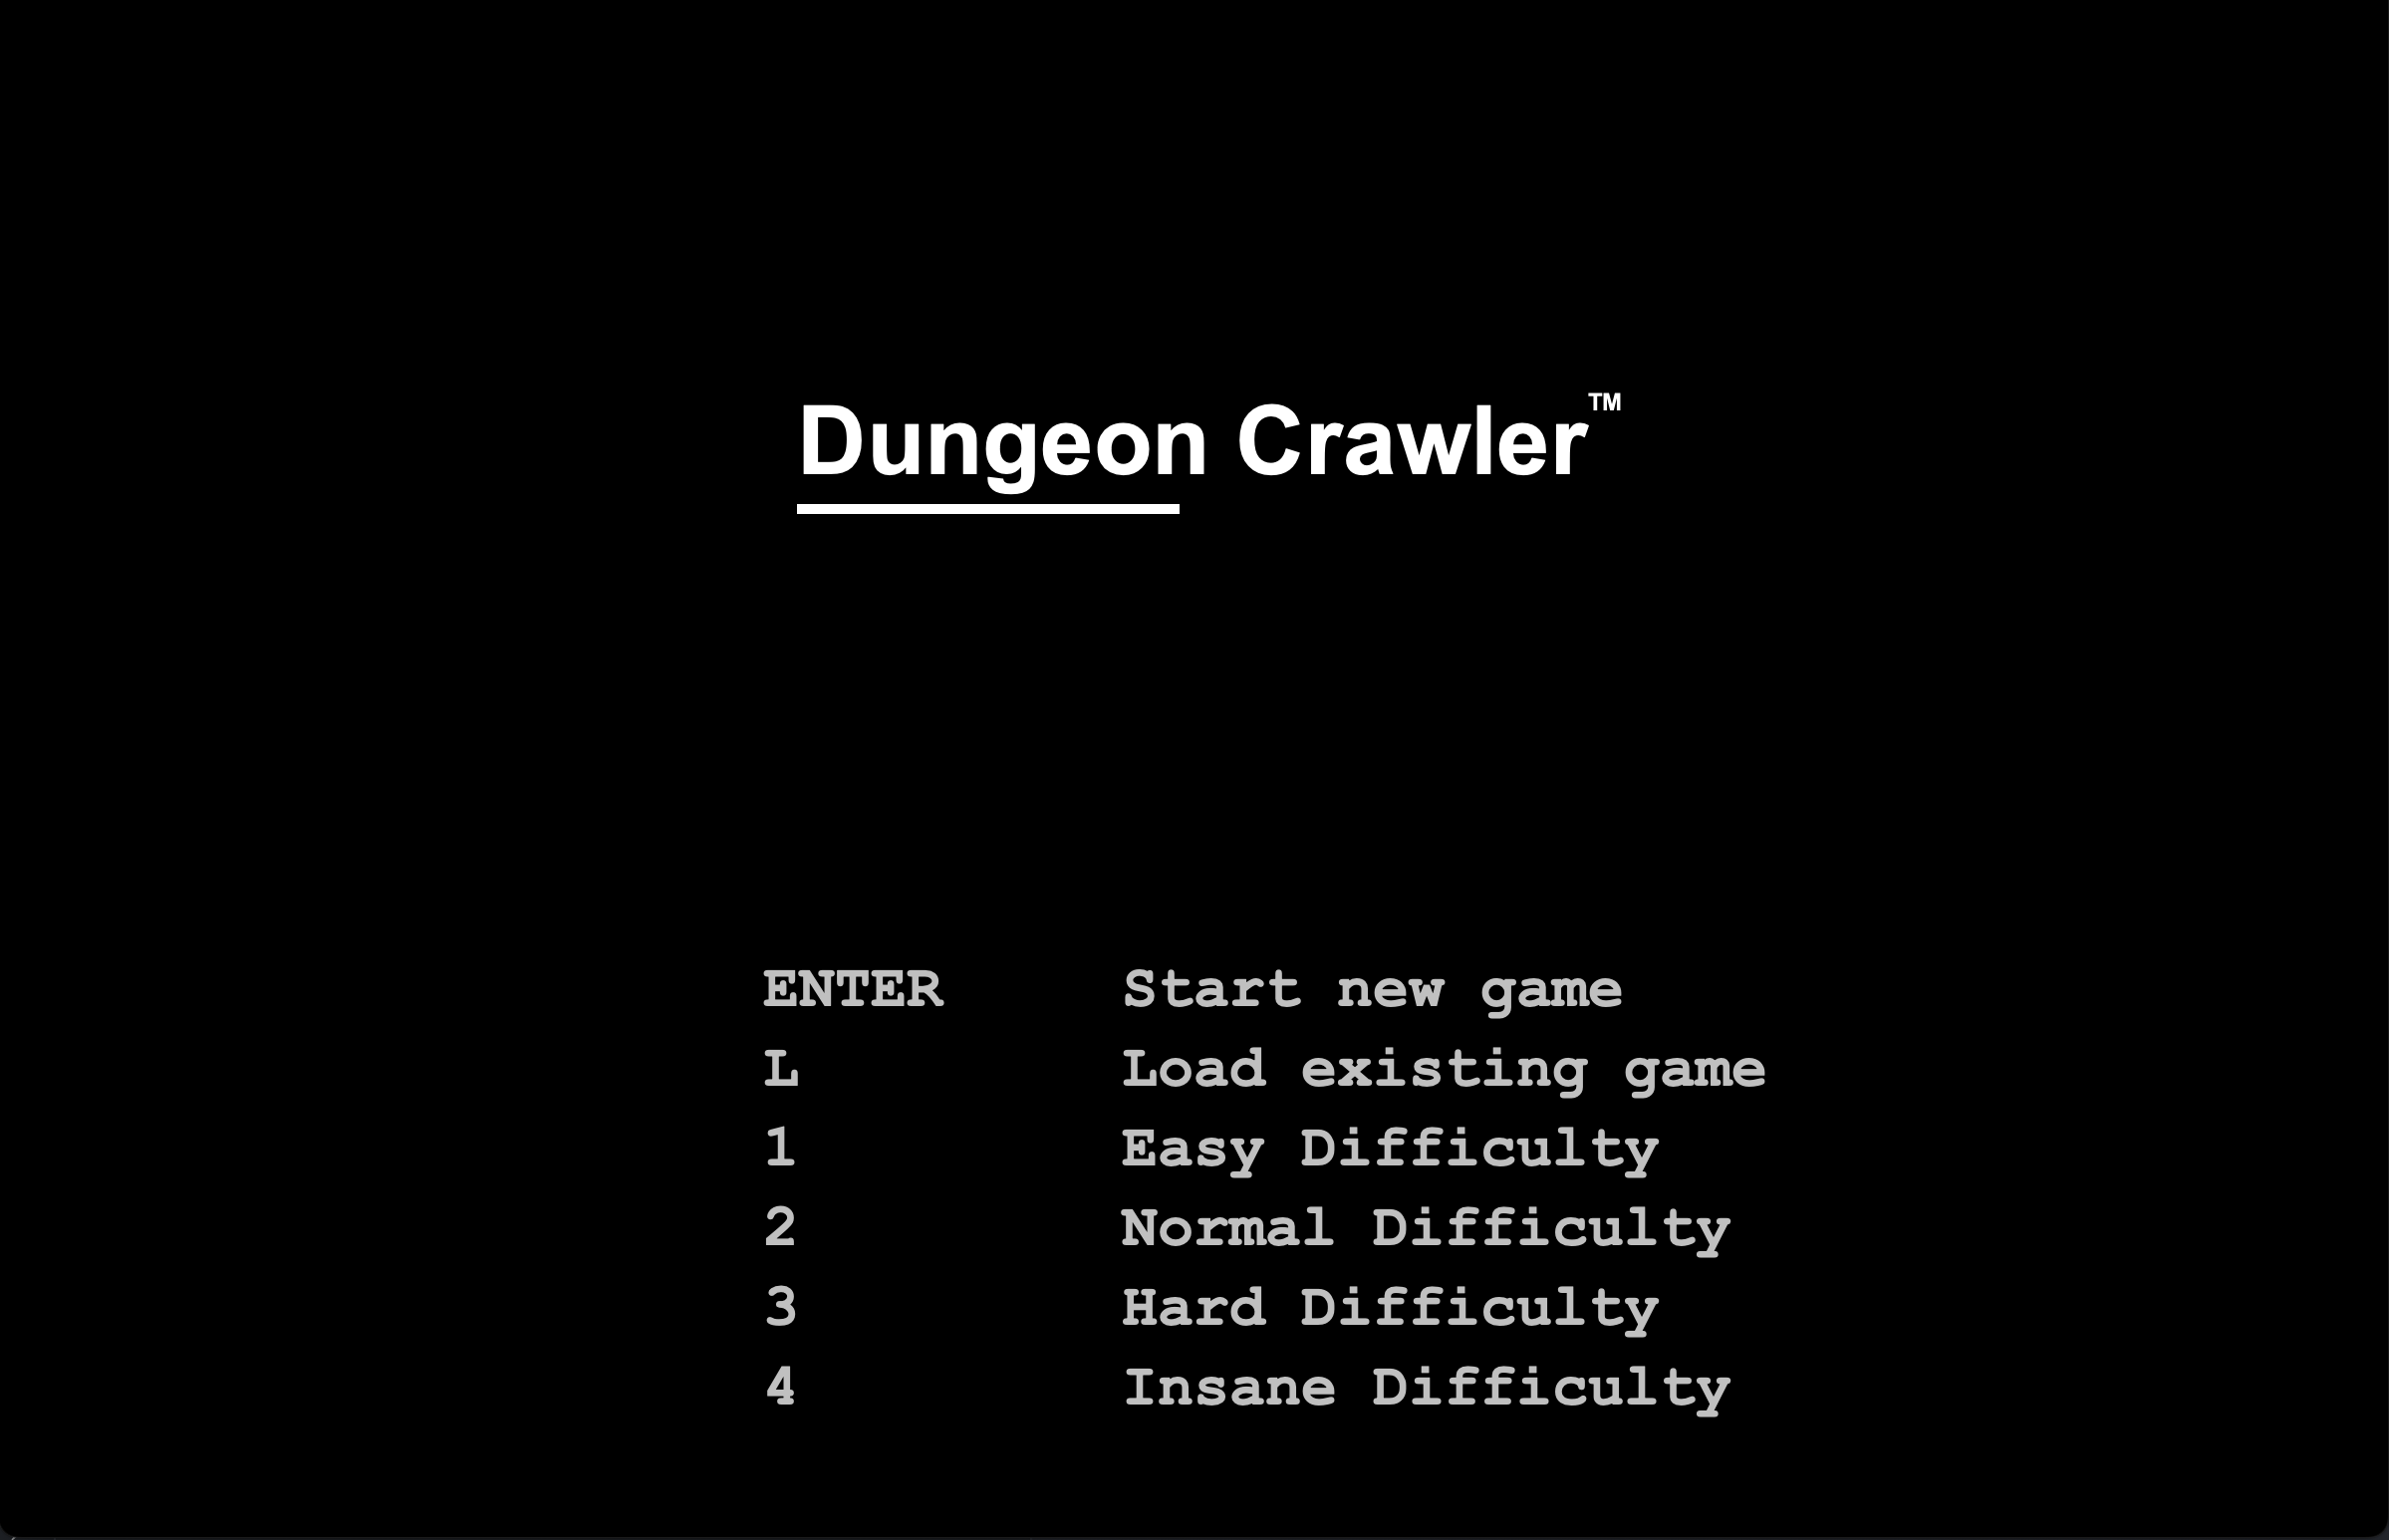 Dungeon Crawler™
ENTER Start new game
L Load existing game
1 Easy Difficulty
2 Normal Difficulty
3 Hard Difficulty
4 Insane Difficulty